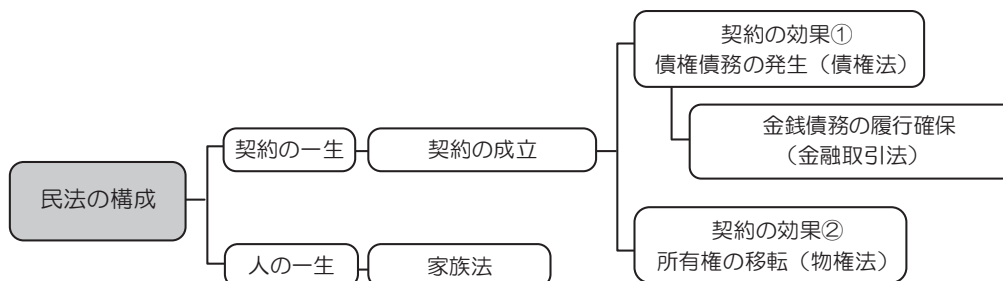 民法の構成
契約の一生
契約の成立
契約の効果①
債権債務の発生（債権法）
金銭債務の履行確保
（金融取引法）
契約の効果②
所有権の移転（物権法）
人の一生
家族法